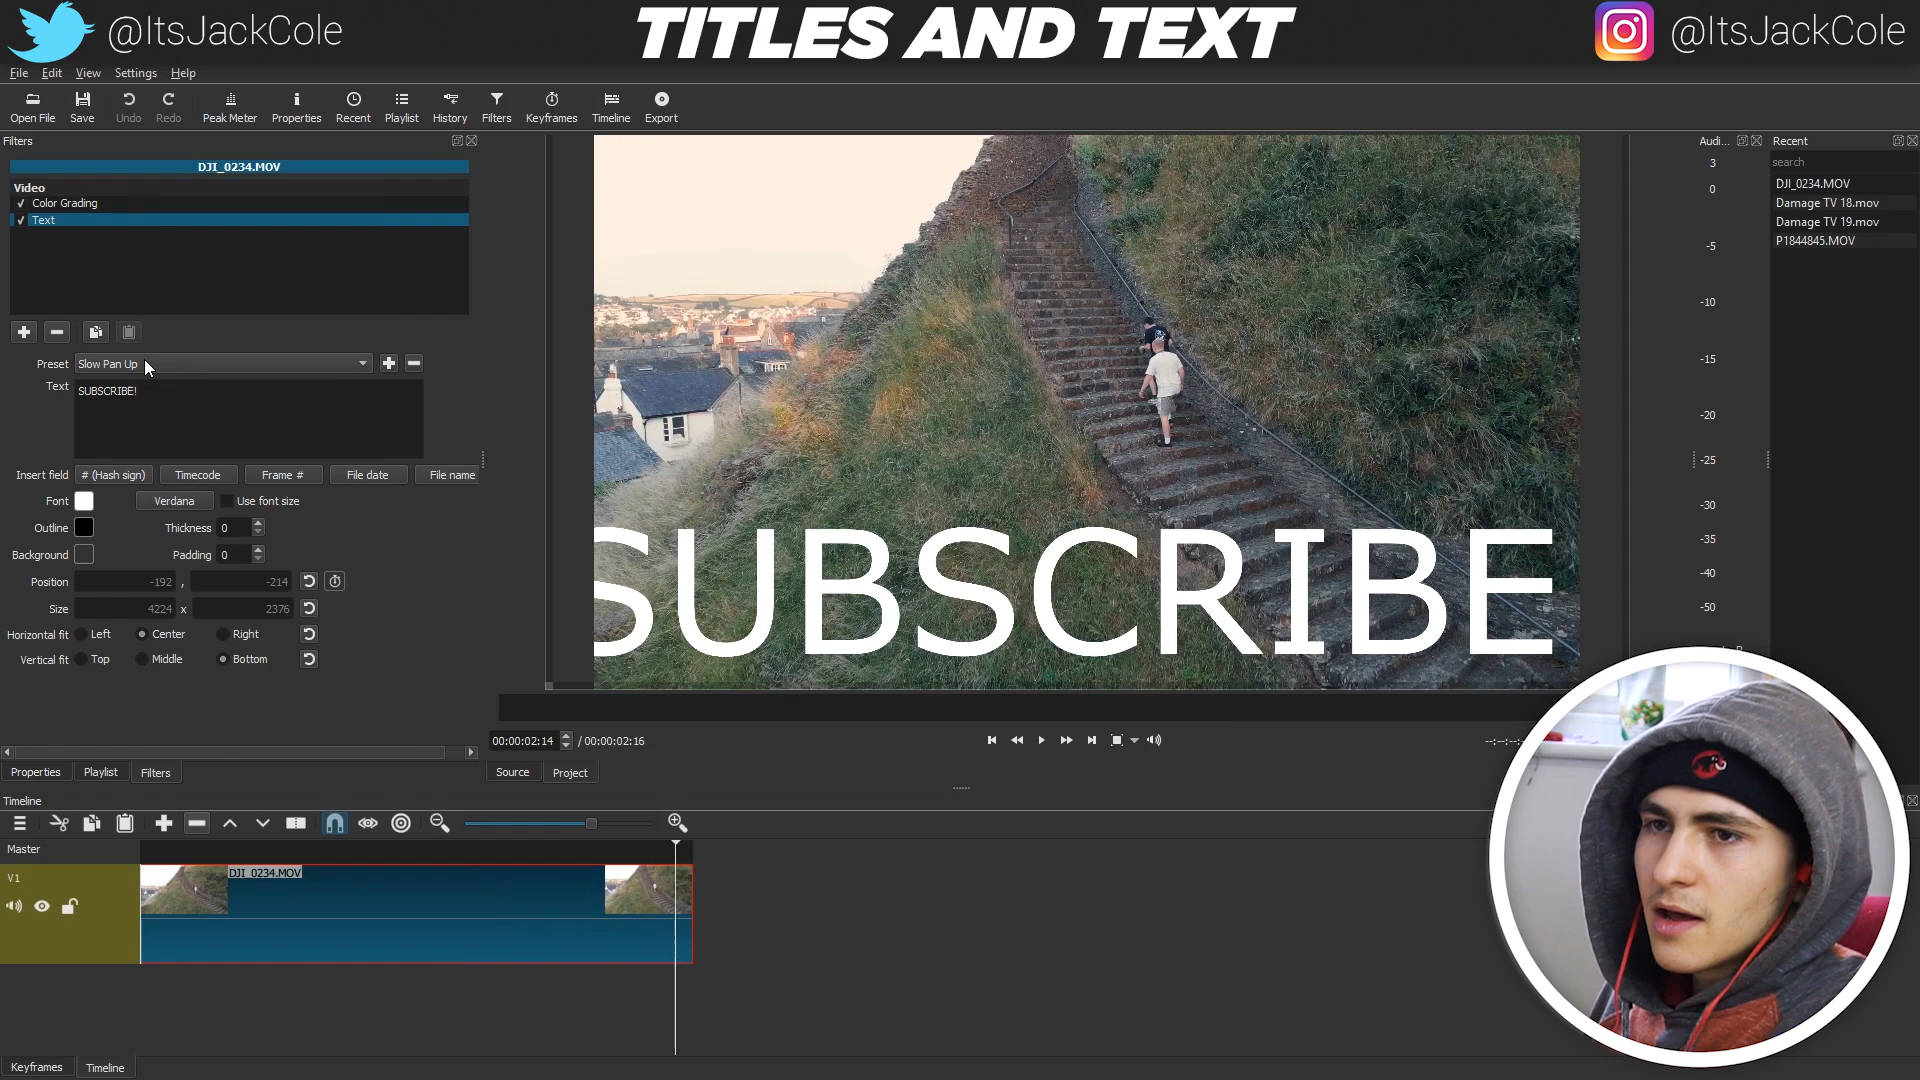 @ItsJackCole
TITLES AND TEXT
@ItsJackCole
File Edit View Settings Help
Open File Save Undo Redo Peak Meter Properties Recent Playlist History Filters Keyframes Timeline Export
Filters
DJI_0234.MOV
Video
Color Grading
Text
Preset Slow Pan Up
Text SUBSCRIBE!
Insert field # (Hash sign) Timecode Frame # File date File name
Font Verdana Use font size
Outline Thickness 0
Background Padding 0
Position -192 , -214
Size 4224 x 2376
Horizontal fit Left Center Right
Vertical fit Top Middle Bottom
Properties Playlist Filters
SUBSCRIBE
00:00:02:14 / 00:00:02:16
--:--:--
Source Project
Audi...
3
0
-5
-10
-15
-20
-25
-30
-35
-40
-50
Recent
search
DJI_0234.MOV
Damage TV 18.mov
Damage TV 19.mov
P1844845.MOV
Timeline
Master
V1
DJI_0234.MOV
Keyframes Timeline